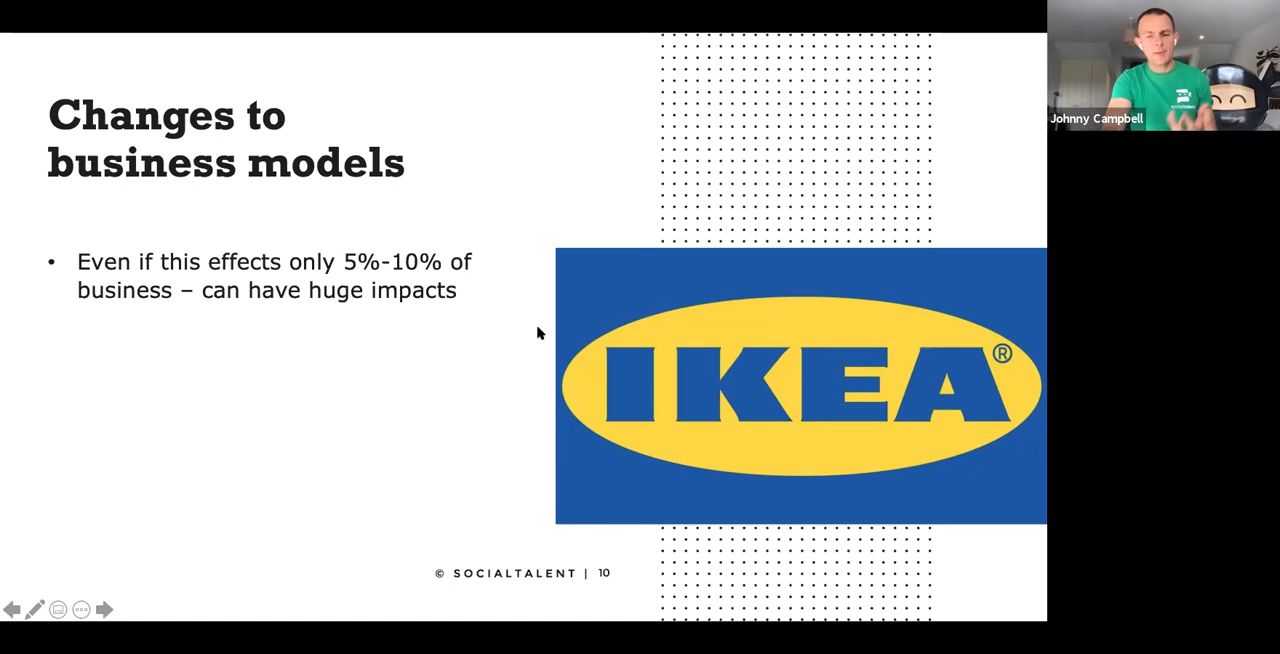 Changes to
business models
• Even if this effects only 5%-10% of
business – can have huge impacts
IKEA®
© SOCIALTALENT | 10
Johnny Campbell